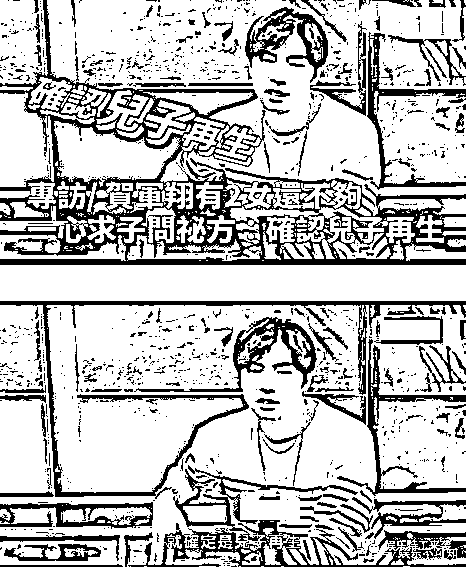 確認兒子再生
專訪/賀軍翔有2女還不夠
一心求子問祕方：確認兒子再生
就確定是兒子再生